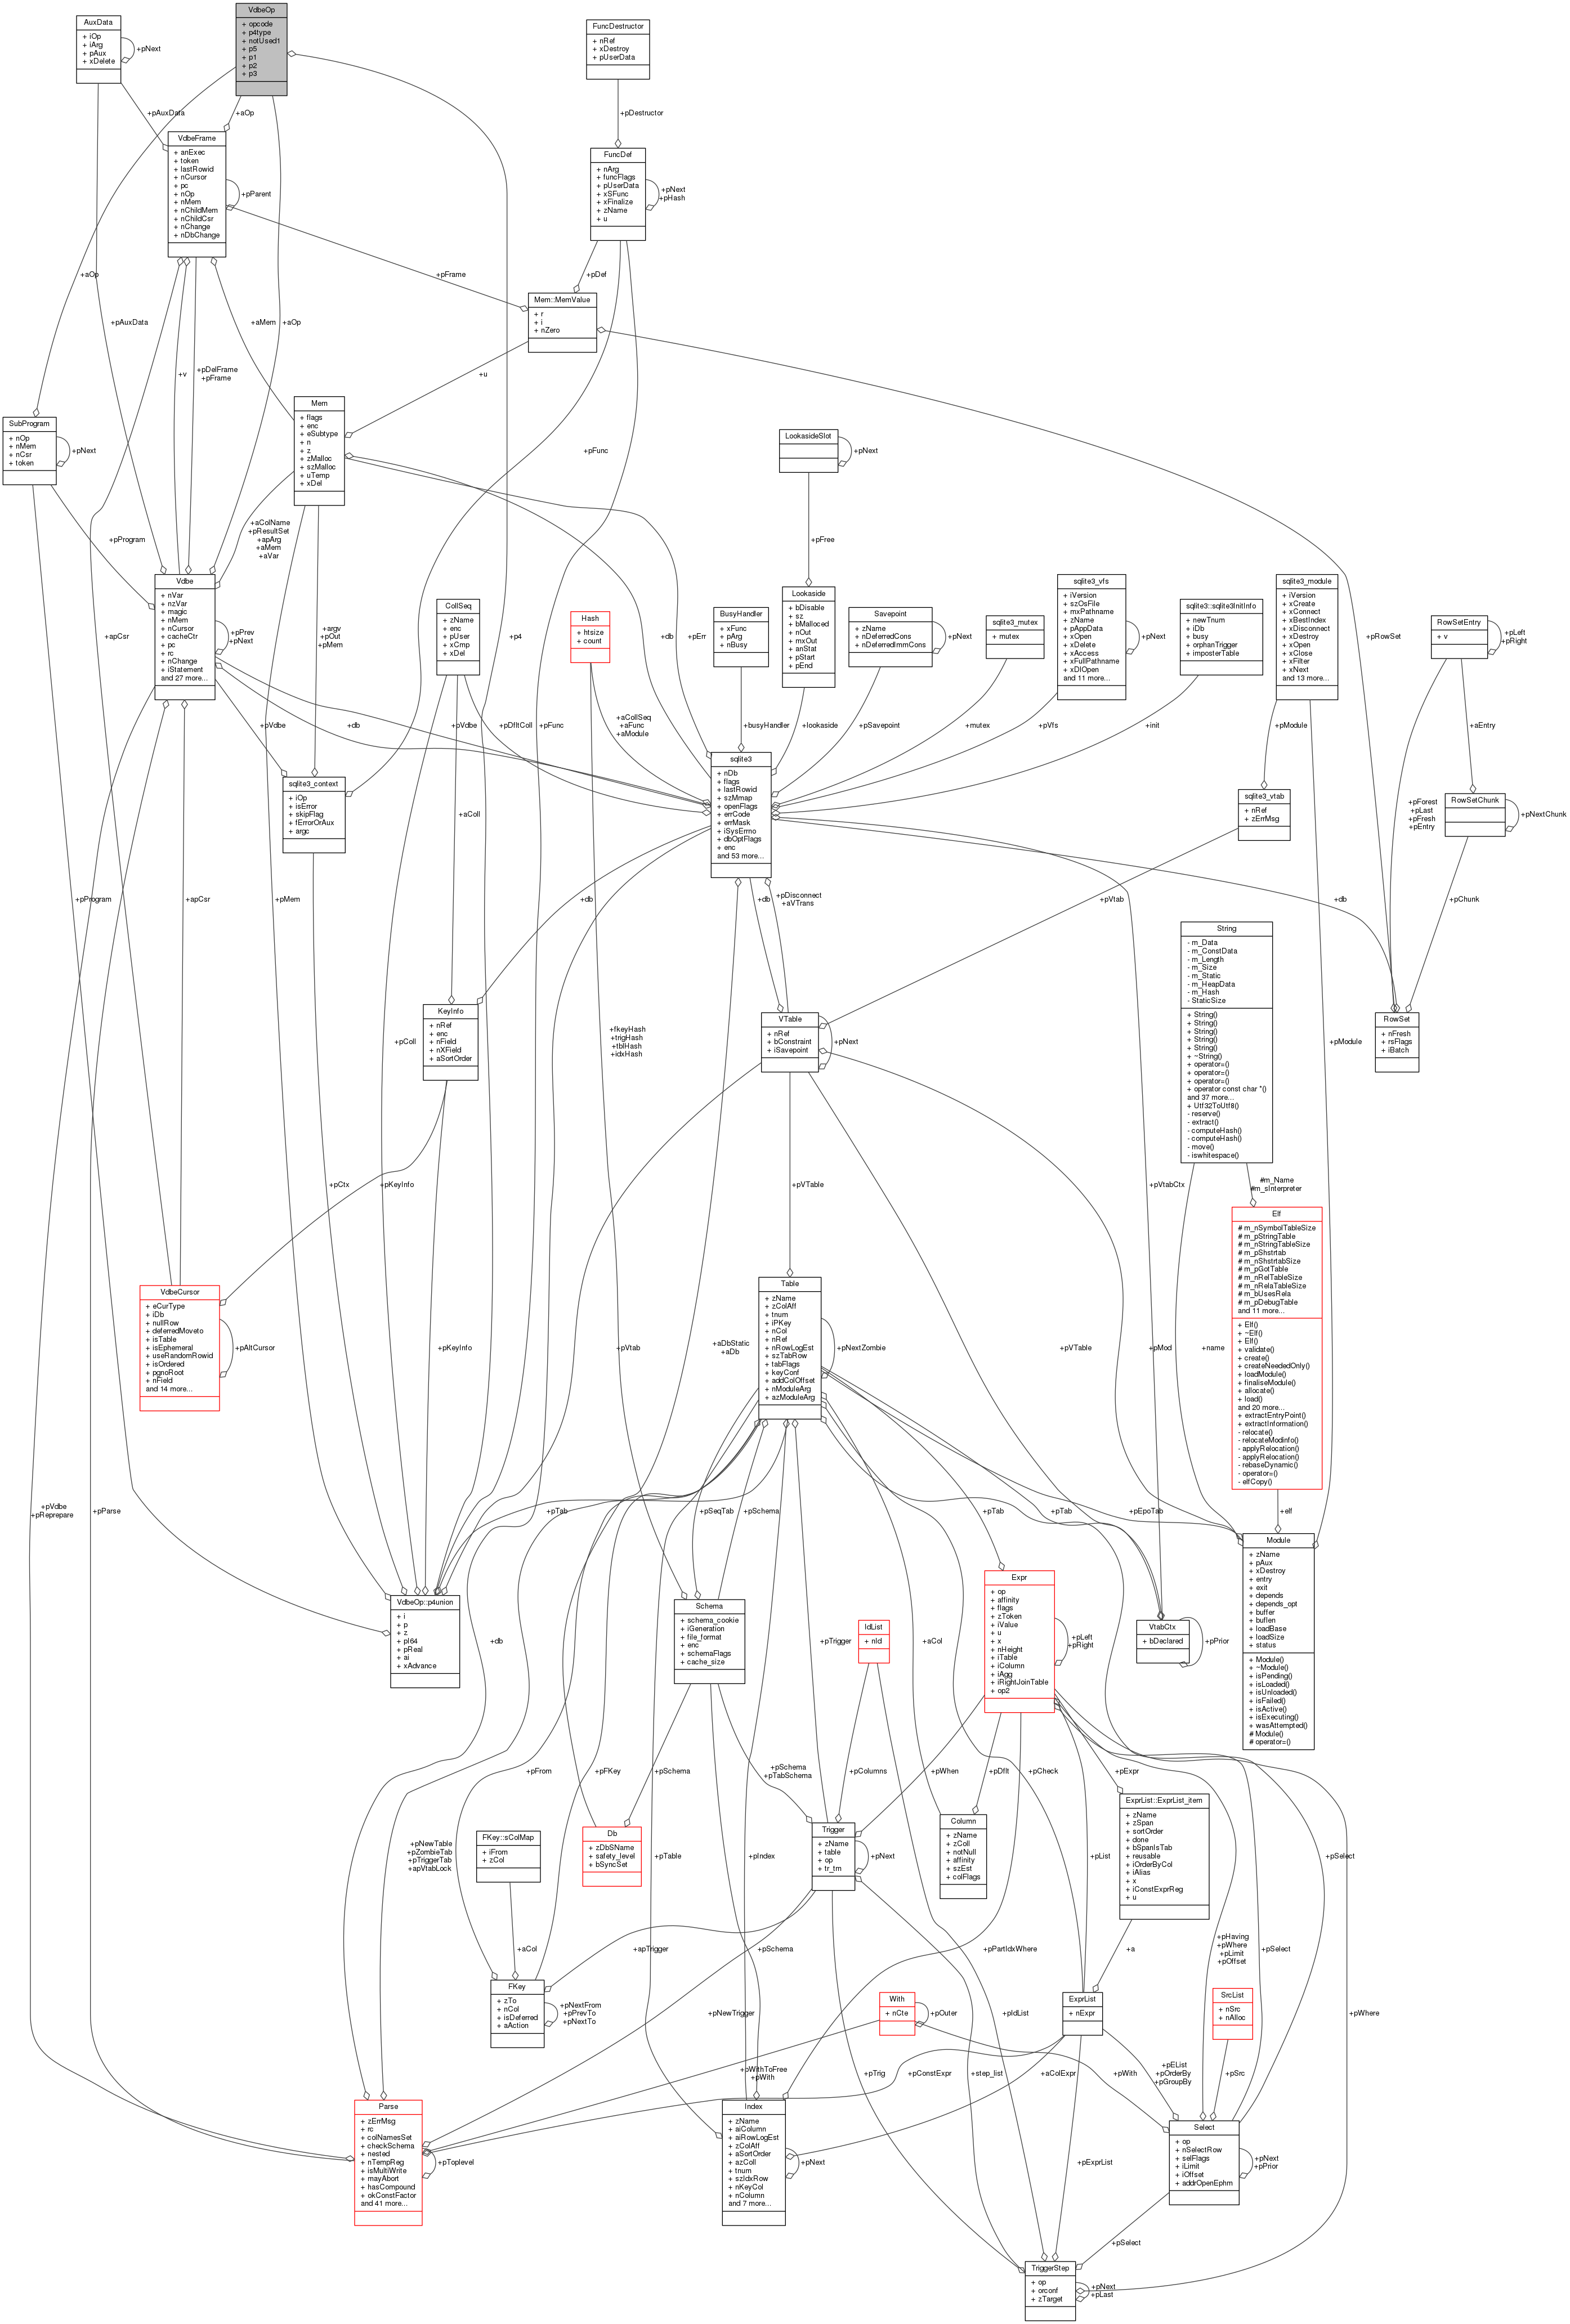 VdbeOp
+ opcode
+ p4type
+ notUsed1
+ p5
+ p1
+ p2
+ p3
AuxData
+ iOp
+ iArg
+ pAux
+ xDelete
+pNext
FuncDestructor
+ nRef
+ xDestroy
+ pUserData
+pAuxData
+aOp
+pDestructor
VdbeFrame
+ anExec
+ token
+ lastRowid
+ nCursor
+ pc
+ nOp
+ nMem
+ nChildMem
+ nChildCsr
+ nChange
+ nDbChange
+pParent
FuncDef
+ nArg
+ funcFlags
+ pUserData
+ xSFunc
+ xFinalize
+ zName
+ u
+pNext
+pHash
+aOp
+pFrame
+pDef
Mem::MemValue
+ r
+ i
+ nZero
+pAuxData
+aMem
+aOp
+v
+pDelFrame
+pFrame
+u
Mem
+ flags
+ enc
+ eSubtype
+ n
+ z
+ zMalloc
+ szMalloc
+ uTemp
+ xDel
SubProgram
+ nOp
+ nMem
+ nCsr
+ token
+pNext
+pFunc
LookasideSlot
+pNext
+pProgram
+aColName
+pResultSet
+apArg
+aMem
+aVar
+pFree
Vdbe
+ nVar
+ nzVar
+ magic
+ nMem
+ nCursor
+ cacheCtr
+ pc
+ rc
+ nChange
+ iStatement
and 27 more...
+pPrev
+pNext
+apCsr
+argv
+pOut
+pMem
+p4
CollSeq
+ zName
+ enc
+ pUser
+ xCmp
+ xDel
Hash
+ htsize
+ count
+db
+pErr
BusyHandler
+ xFunc
+ pArg
+ nBusy
Lookaside
+ bDisable
+ sz
+ bMalloced
+ nOut
+ mxOut
+ anStat
+ pStart
+ pEnd
Savepoint
+ zName
+ nDeferredCons
+ nDeferredImmCons
+pNext
sqlite3_mutex
+ mutex
sqlite3_vfs
+ iVersion
+ szOsFile
+ mxPathname
+ zName
+ pAppData
+ xOpen
+ xDelete
+ xAccess
+ xFullPathname
+ xDlOpen
and 11 more...
+pNext
sqlite3::sqlite3InitInfo
+ newTnum
+ iDb
+ busy
+ orphanTrigger
+ imposterTable
sqlite3_module
+ iVersion
+ xCreate
+ xConnect
+ xBestIndex
+ xDisconnect
+ xDestroy
+ xOpen
+ xClose
+ xFilter
+ xNext
and 13 more...
+pRowSet
RowSetEntry
+ v
+pLeft
+pRight
+pVdbe
+db
+pVdbe
+pDfltColl
+pFunc
+aCollSeq
+aFunc
+aModule
+busyHandler
+lookaside
+pSavepoint
+mutex
+pVfs
+init
+pModule
+aEntry
sqlite3_context
+ iOp
+ isError
+ skipFlag
+ fErrorOrAux
+ argc
sqlite3
+ nDb
+ flags
+ lastRowid
+ szMmap
+ openFlags
+ errCode
+ errMask
+ iSysErrno
+ dbOptFlags
+ enc
and 53 more...
sqlite3_vtab
+ nRef
+ zErrMsg
RowSetChunk
+pNextChunk
+pForest
+pLast
+pFresh
+pEntry
+aColl
+pProgram
+apCsr
+pMem
+db
+db
+pDisconnect
+aVTrans
+pVtab
+db
+pChunk
String
- m_Data
- m_ConstData
- m_Length
- m_Size
- m_Static
- m_HeapData
- m_Hash
- StaticSize
+ String()
+ String()
+ String()
+ String()
+ String()
+ ~String()
+ operator=()
+ operator=()
+ operator=()
+ operator const char *()
and 37 more...
+ Utf32ToUtf8()
- reserve()
- extract()
- computeHash()
- computeHash()
- move()
- iswhitespace()
KeyInfo
+ nRef
+ enc
+ nField
+ nXField
+ aSortOrder
+pColl
+fkeyHash
+trigHash
+tblHash
+idxHash
VTable
+ nRef
+ bConstraint
+ iSavepoint
+pNext
+pModule
RowSet
+ nFresh
+ rsFlags
+ iBatch
+pCtx
+pKeyInfo
+pVTable
+pVtabCtx
#m_Name
#m_sInterpreter
Elf
# m_nSymbolTableSize
# m_pStringTable
# m_nStringTableSize
# m_pShstrtab
# m_nShstrtabSize
# m_pGotTable
# m_nRelTableSize
# m_nRelaTableSize
# m_bUsesRela
# m_pDebugTable
and 11 more...
+ Elf()
+ ~Elf()
+ Elf()
+ validate()
+ create()
+ createNeededOnly()
+ loadModule()
+ finaliseModule()
+ allocate()
+ load()
and 20 more...
+ extractEntryPoint()
+ extractInformation()
- relocate()
- relocateModinfo()
- applyRelocation()
- applyRelocation()
- rebaseDynamic()
- operator=()
- elfCopy()
VdbeCursor
+ eCurType
+ iDb
+ nullRow
+ deferredMoveto
+ isTable
+ isEphemeral
+ useRandomRowid
+ isOrdered
+ pgnoRoot
+ nField
and 14 more...
+pAltCursor
+pKeyInfo
+pVtab
+aDbStatic
+aDb
Table
+ zName
+ zColAff
+ tnum
+ iPKey
+ nCol
+ nRef
+ nRowLogEst
+ szTabRow
+ tabFlags
+ keyConf
+ addColOffset
+ nModuleArg
+ azModuleArg
+pNextZombie
+pVTable
+pMod
+name
+pVdbe
+pReprepare
+pParse
+pTab
+pSeqTab
+pSchema
+pTab
+pTab
+pEpoTab
+elf
Module
+ zName
+ pAux
+ xDestroy
+ entry
+ exit
+ depends
+ depends_opt
+ buffer
+ buflen
+ loadBase
+ loadSize
+ status
+ Module()
+ ~Module()
+ isPending()
+ isLoaded()
+ isUnloaded()
+ isFailed()
+ isActive()
+ isExecuting()
+ wasAttempted()
# Module()
# operator=()
VdbeOp::p4union
+ i
+ p
+ z
+ pI64
+ pReal
+ ai
+ xAdvance
+db
Schema
+ schema_cookie
+ iGeneration
+ file_format
+ enc
+ schemaFlags
+ cache_size
+pTrigger
IdList
+ nId
+aCol
Expr
+ op
+ affinity
+ flags
+ zToken
+ iValue
+ u
+ x
+ nHeight
+ iTable
+ iColumn
+ iAgg
+ iRightJoinTable
+ op2
+pLeft
+pRight
VtabCtx
+ bDeclared
+pPrior
+pFrom
+pFKey
+pSchema
+pSchema
+pTabSchema
+pColumns
+pWhen
+pDflt
+pCheck
+pExpr
+pNewTable
+pZombieTab
+pTriggerTab
+apVtabLock
FKey::sColMap
+ iFrom
+ zCol
Db
+ zDbSName
+ safety_level
+ bSyncSet
+pTable
+pIndex
Trigger
+ zName
+ table
+ op
+ tr_tm
+pNext
Column
+ zName
+ zColl
+ notNull
+ affinity
+ szEst
+ colFlags
+pList
ExprList::ExprList_item
+ zName
+ zSpan
+ sortOrder
+ done
+ bSpanIsTab
+ reusable
+ iOrderByCol
+ iAlias
+ x
+ iConstExprReg
+ u
+pSelect
+aCol
+apTrigger
+pSchema
+pPartIdxWhere
+a
+pHaving
+pWhere
+pLimit
+pOffset
+pSelect
FKey
+ zTo
+ nCol
+ isDeferred
+ aAction
+pNextFrom
+pPrevTo
+pNextTo
+pNewTrigger
With
+ nCte
+pOuter
+pIdList
ExprList
+ nExpr
SrcList
+ nSrc
+ nAlloc
+pWhere
+pWithToFree
+pWith
+pTrig
+pConstExpr
+step_list
+aColExpr
+pWith
+pEList
+pOrderBy
+pGroupBy
+pSrc
Parse
+ zErrMsg
+ rc
+ colNamesSet
+ checkSchema
+ nested
+ nTempReg
+ isMultiWrite
+ mayAbort
+ hasCompound
+ okConstFactor
and 41 more...
+pToplevel
Index
+ zName
+ aiColumn
+ aiRowLogEst
+ zColAff
+ aSortOrder
+ azColl
+ tnum
+ szIdxRow
+ nKeyCol
+ nColumn
and 7 more...
+pNext
+pExprList
Select
+ op
+ nSelectRow
+ selFlags
+ iLimit
+ iOffset
+ addrOpenEphm
+pNext
+pPrior
+pSelect
TriggerStep
+ op
+ orconf
+ zTarget
+pNext
+pLast
+pProgram
+apCsr
+pKeyInfo
+pVTable